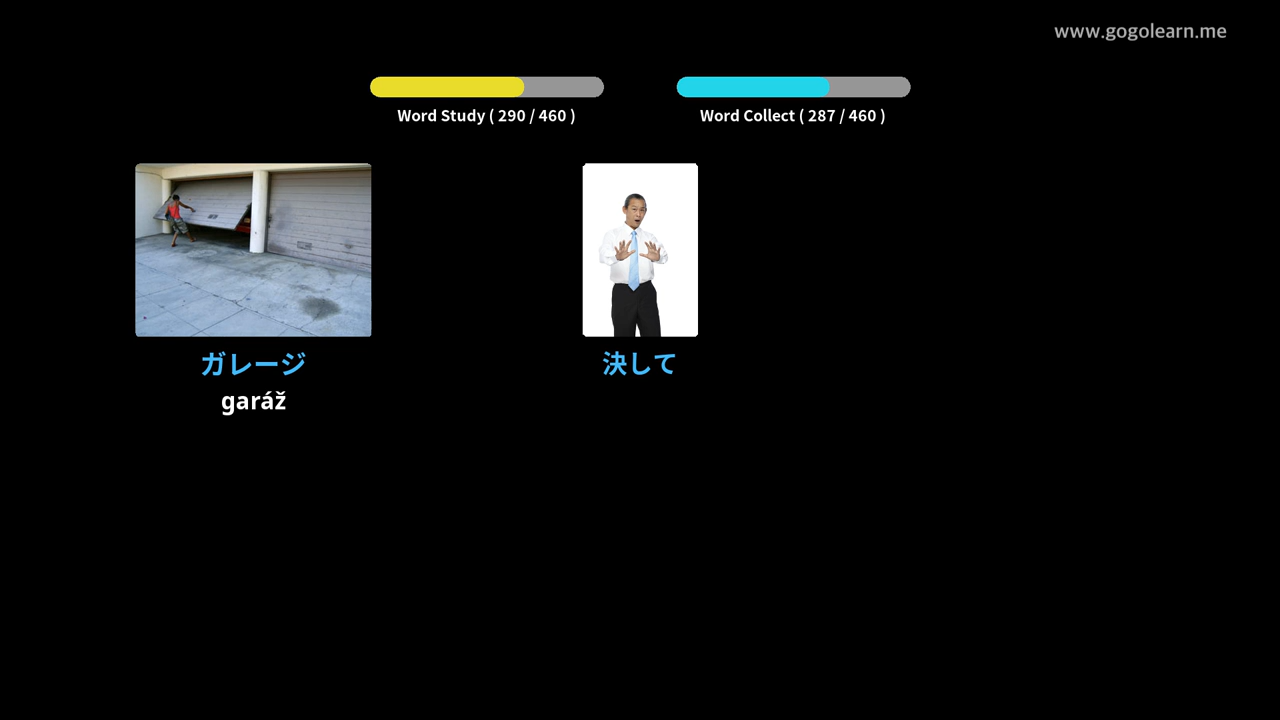 www.gogolearn.me
Word Study ( 290 / 460 )
Word Collect ( 287 / 460 )
ガレージ
garáž
決して